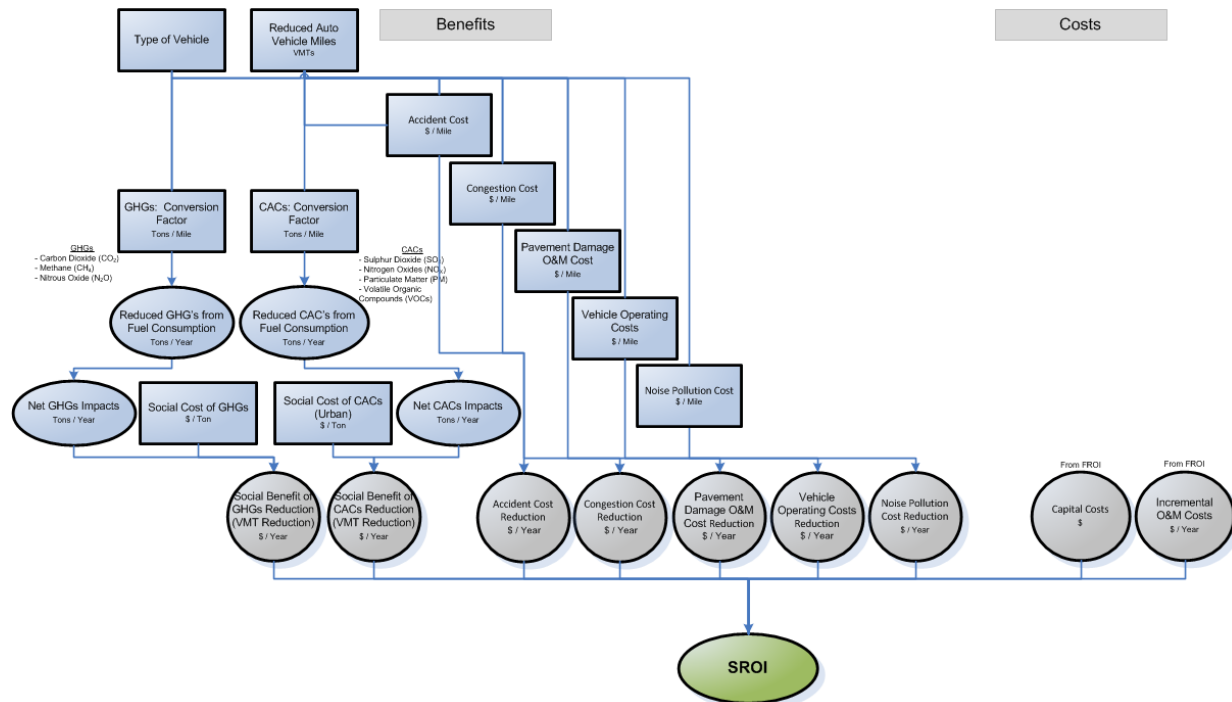 Type of Vehicle
Reduced Auto
Vehicle Miles
VMTs
Benefits
Costs
Accident Cost
$ / Mile
Congestion Cost
$ / Mile
GHGs: Conversion
Factor
Tons / Mile
CACs: Conversion
Factor
Tons / Mile
GHGs
- Carbon Dioxide (CO₂)
- Methane (CH₄)
- Nitrous Oxide (N₂O)
CACs
- Sulphur Dioxide (SO₂)
- Nitrogen Oxides (NOₓ)
- Particulate Matter (PM)
- Volatile Organic
Compounds (VOCs)
Pavement Damage
O&M Cost
$ / Mile
Reduced GHG's from
Fuel Consumption
Tons / Year
Reduced CAC's from
Fuel Consumption
Tons / Year
Vehicle Operating
Costs
$ / Mile
Net GHGs Impacts
Tons / Year
Social Cost of GHGs
$ / Ton
Social Cost of CACs
(Urban)
$ / Ton
Net CACs Impacts
Tons / Year
Noise Pollution Cost
$ / Mile
Social Benefit of
GHGs Reduction
(VMT Reduction)
$ / Year
Social Benefit of
CACs Reduction
(VMT Reduction)
$ / Year
Accident Cost
Reduction
$ / Year
Congestion Cost
Reduction
$ / Year
Pavement
Damage O&M
Cost Reduction
$ / Year
Vehicle
Operating Costs
Reduction
$ / Year
Noise Pollution
Cost Reduction
$ / Year
From FROI
Capital Costs
$
From FROI
Incremental
O&M Costs
$ / Year
SROI